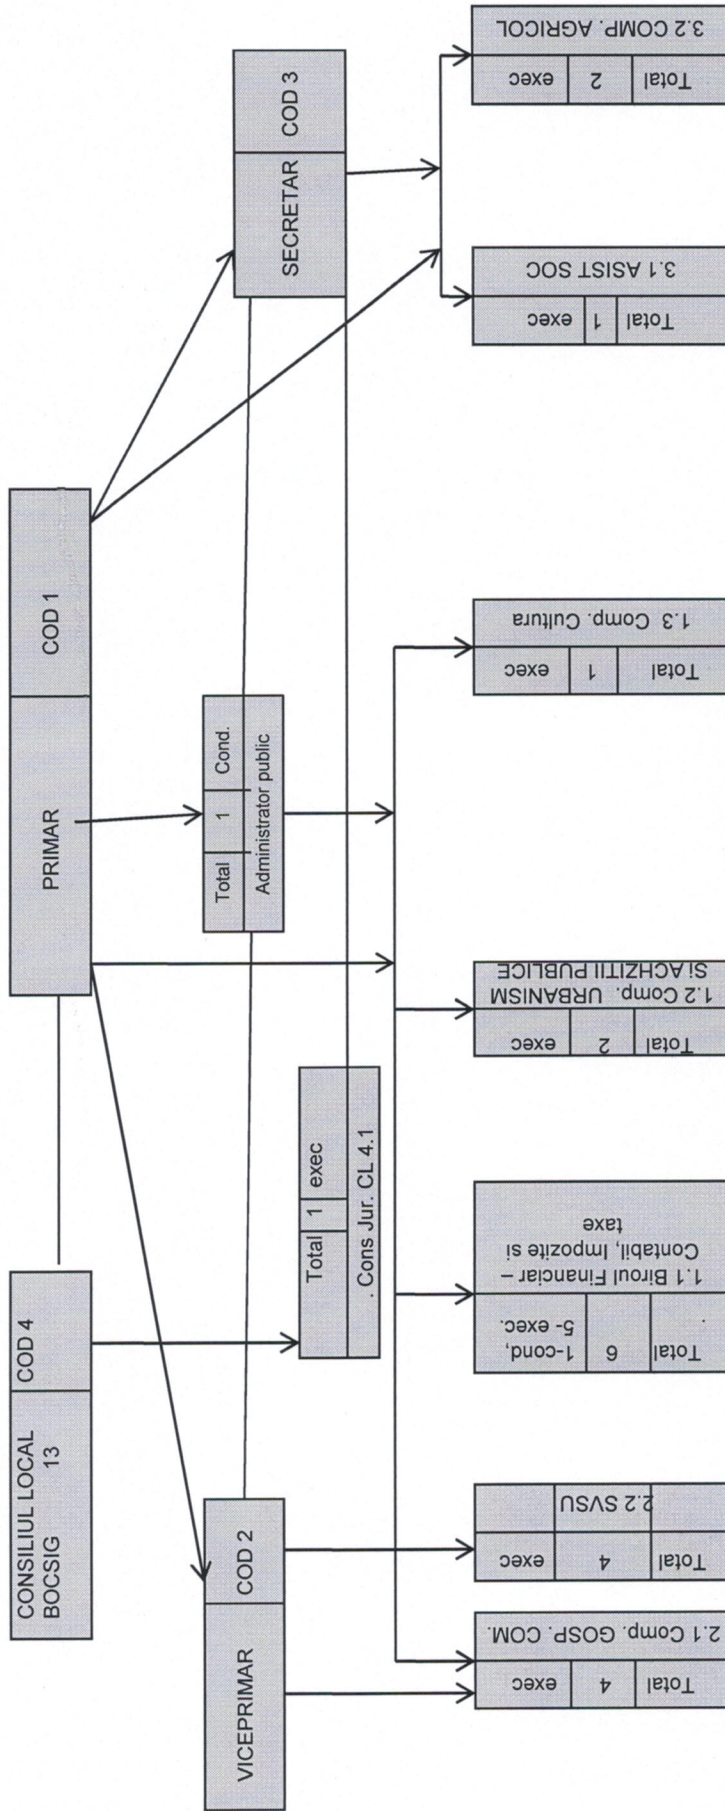 CONSILIUL LOCAL
BOCSIG 13
COD 4
PRIMAR
COD 1
VICEPRIMAR
COD 2
Total 1 Cond.
Administrator public
SECRETAR
COD 3
Total 1 exec
. Cons Jur. CL 4.1
2.1 Comp. GOSP. COM.
Total 4 exec
2.2 SVSU
Total 4 exec
1.1 Biroul Financiar –
Contabil, Impozite si
taxe
Total 6 1-cond,
5- exec.
1.2 Comp. URBANISM
Si ACHZITII PUBLICE
Total 2 exec
1.3 Comp. Cultura
Total 1 exec
3.1 ASIST SOC
Total 1 exec
3.2 COMP. AGRICOL
Total 2 exec